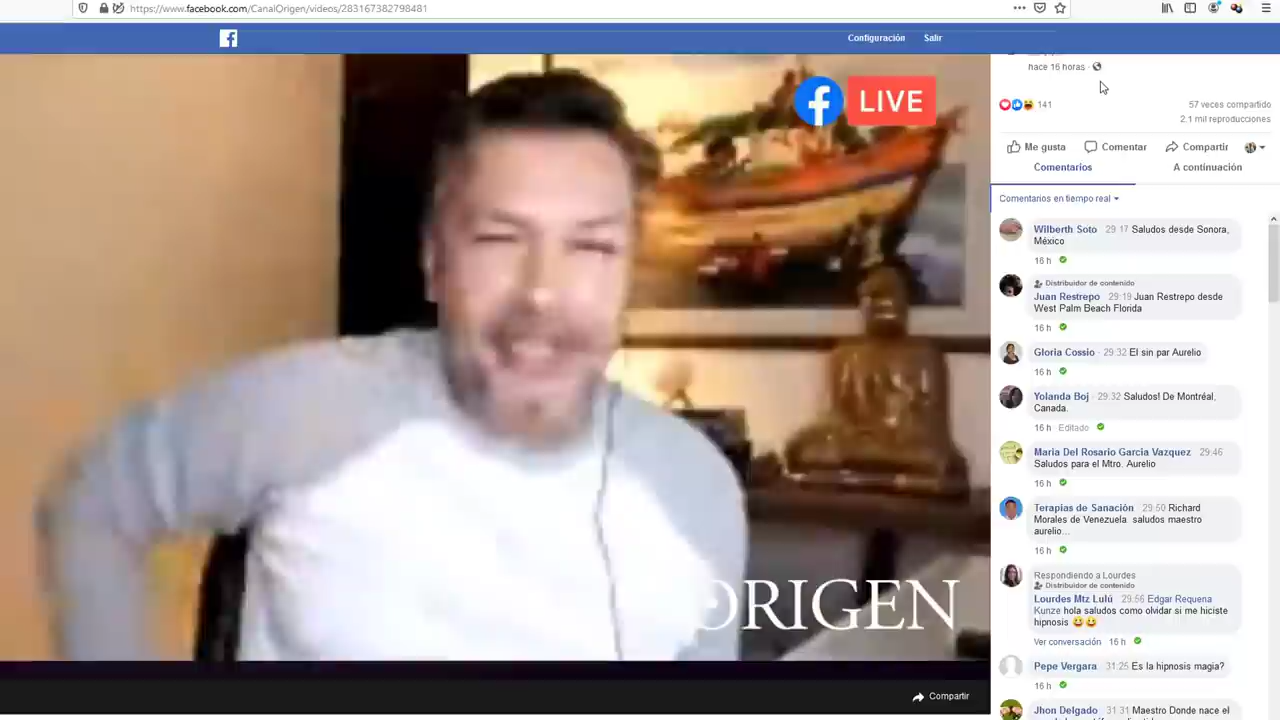 https://www.facebook.com/CanalOrigen/videos/283167382798481
Configuración
Salir
LIVE
ORIGEN
Compartir
hace 16 horas ·
141
57 veces compartido
2.1 mil reproducciones
Me gusta
Comentar
Compartir
Comentarios
A continuación
Comentarios en tiempo real
Wilberth Soto · 29:17 Saludos desde Sonora,
México
16 h
Distribuidor de contenido
Juan Restrepo · 29:19 Juan Restrepo desde
West Palm Beach Florida
16 h
Gloria Cossio · 29:32 El sin par Aurelio
16 h
Yolanda Boj · 29:32 Saludos! De Montréal,
Canada.
16 h Editado
Maria Del Rosario Garcia Vazquez · 29:46
Saludos para el Mtro. Aurelio
16 h
Terapias de Sanación · 29:50 Richard
Morales de Venezuela. saludos maestro
aurelio...
16 h
Respondiendo a Lourdes
Distribuidor de contenido
Lourdes Mtz Lulú · 29:56 Edgar Requena
Kunze hola saludos como olvidar si me hiciste
hipnosis 😀😀
Ver conversación 16 h
Pepe Vergara · 31:25 Es la hipnosis magia?
16 h
Jhon Delgado · 31:31 Maestro Donde nace el